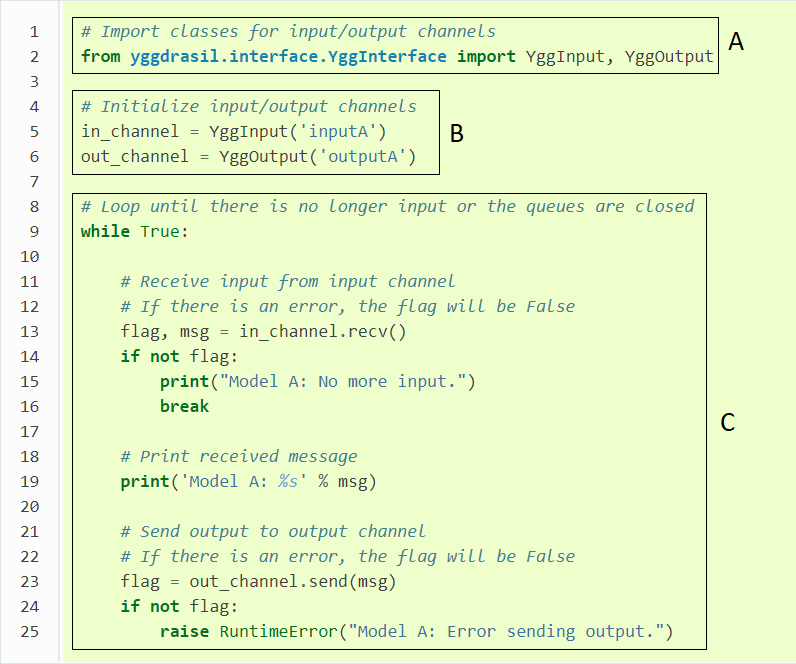 1 # Import classes for input/output channels
2 from yggdrasil.interface.YggInterface import YggInput, YggOutput
A
3
4 # Initialize input/output channels
5 in_channel = YggInput('inputA')
B
6 out_channel = YggOutput('outputA')
7
8 # Loop until there is no longer input or the queues are closed
9 while True:
10
11 # Receive input from input channel
12 # If there is an error, the flag will be False
13 flag, msg = in_channel.recv()
14 if not flag:
15 print("Model A: No more input.")
16 break
17
C
18 # Print received message
19 print('Model A: %s' % msg)
20
21 # Send output to output channel
22 # If there is an error, the flag will be False
23 flag = out_channel.send(msg)
24 if not flag:
25 raise RuntimeError("Model A: Error sending output.")